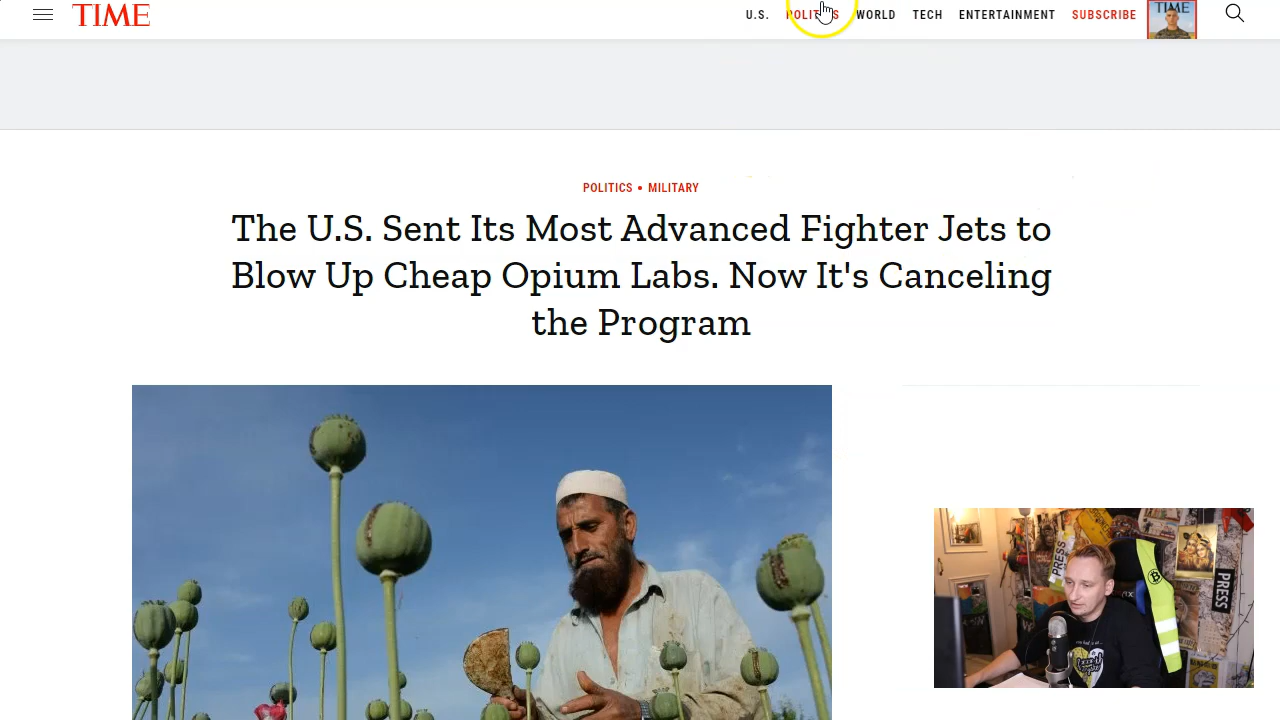 TIME
U.S. POLITICS WORLD TECH ENTERTAINMENT SUBSCRIBE
TIME
POLITICS • MILITARY
The U.S. Sent Its Most Advanced Fighter Jets to
Blow Up Cheap Opium Labs. Now It's Canceling
the Program
PRESS
PRESS